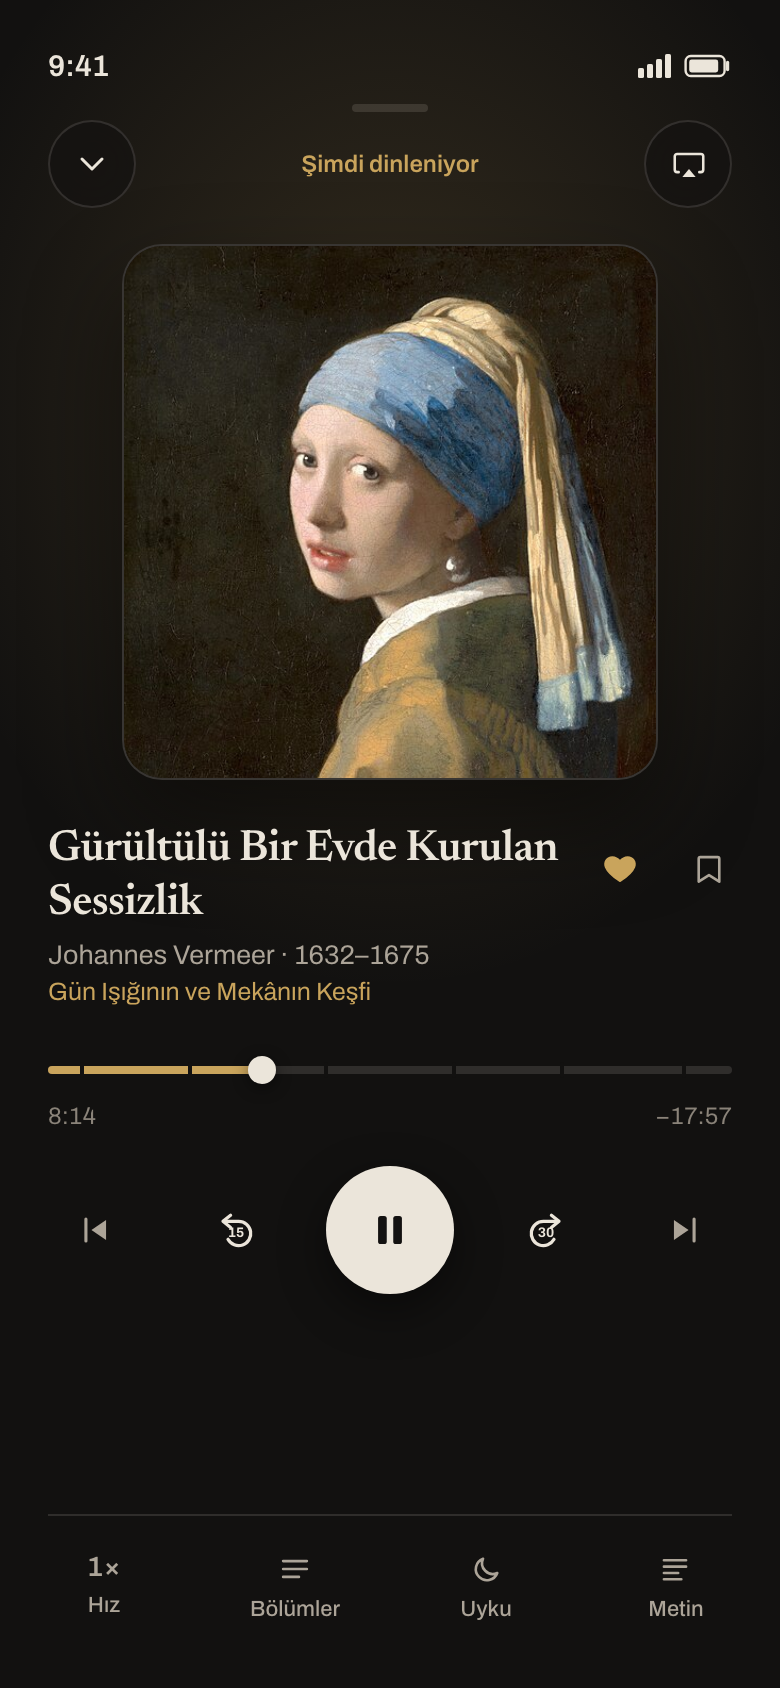 9:41
Şimdi dinleniyor
Gürültülü Bir Evde Kurulan
Sessizlik
Johannes Vermeer · 1632–1675
Gün Işığının ve Mekânın Keşfi
8:14
−17:57
15
30
1×
Hız
Bölümler
Uyku
Metin